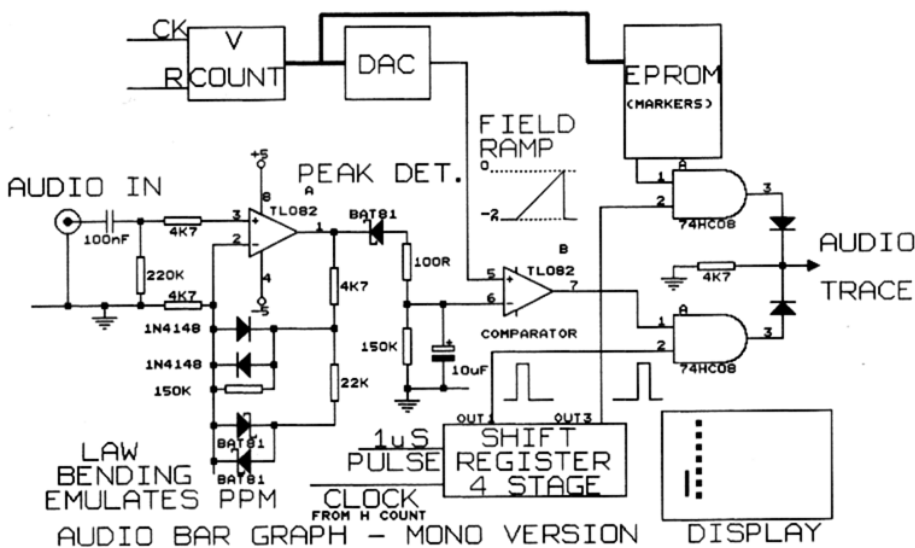 CK
R
V
COUNT
DAC
EPROM
(MARKERS)
FIELD
RAMP
0
-2
AUDIO IN
100nF
220K
4K7
4K7
+5
8
3
2
1
4
-5
A
TL082
PEAK DET.
BAT81
100R
4K7
150K
10uF
+
22K
1N4148
1N4148
150K
BAT81
BAT81
LAW
BENDING
EMULATES PPM
B
TL082
5
6
7
COMPARATOR
A
1
2
3
74HC08
4K7
A
1
2
3
74HC08
AUDIO
TRACE
OUT1
OUT3
1uS
PULSE
SHIFT
REGISTER
4 STAGE
CLOCK
FROM H COUNT
AUDIO BAR GRAPH - MONO VERSION
DISPLAY